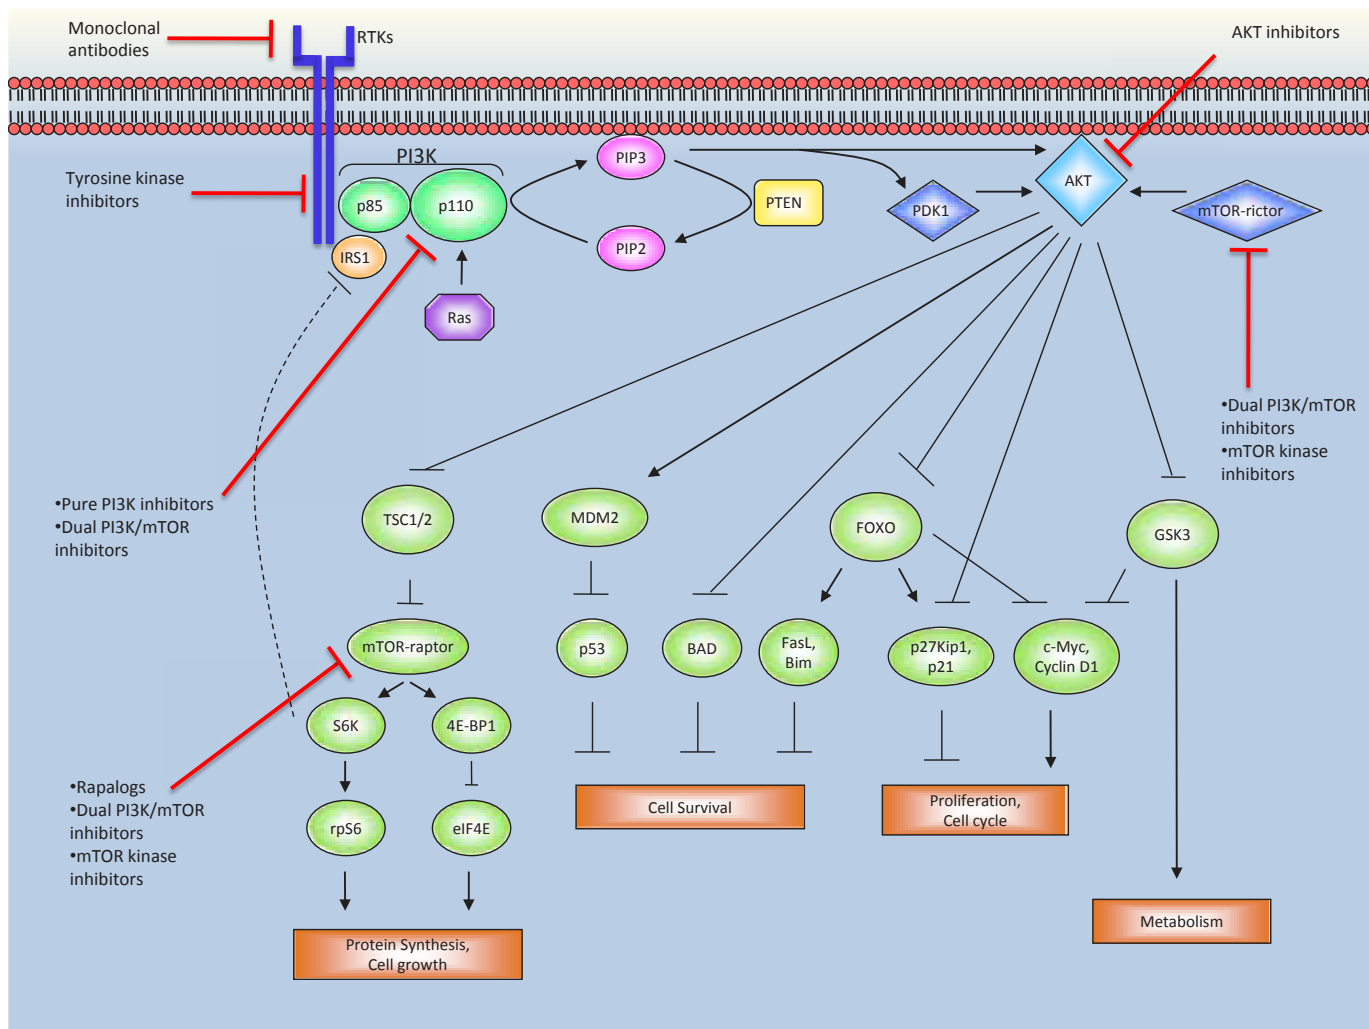 Monoclonal
antibodies
RTKs
AKT inhibitors
PI3K
PIP3
Tyrosine kinase
inhibitors
p85
p110
PTEN
PDK1
AKT
mTOR-rictor
IRS1
PIP2
Ras
•Dual PI3K/mTOR
inhibitors
•mTOR kinase
inhibitors
•Pure PI3K inhibitors
•Dual PI3K/mTOR
inhibitors
TSC1/2
MDM2
FOXO
GSK3
mTOR-raptor
p53
BAD
FasL,
Bim
p27Kip1,
p21
c-Myc,
Cyclin D1
S6K
4E-BP1
•Rapalogs
•Dual PI3K/mTOR
inhibitors
•mTOR kinase
inhibitors
rpS6
eIF4E
Cell Survival
Proliferation,
Cell cycle
Metabolism
Protein Synthesis,
Cell growth